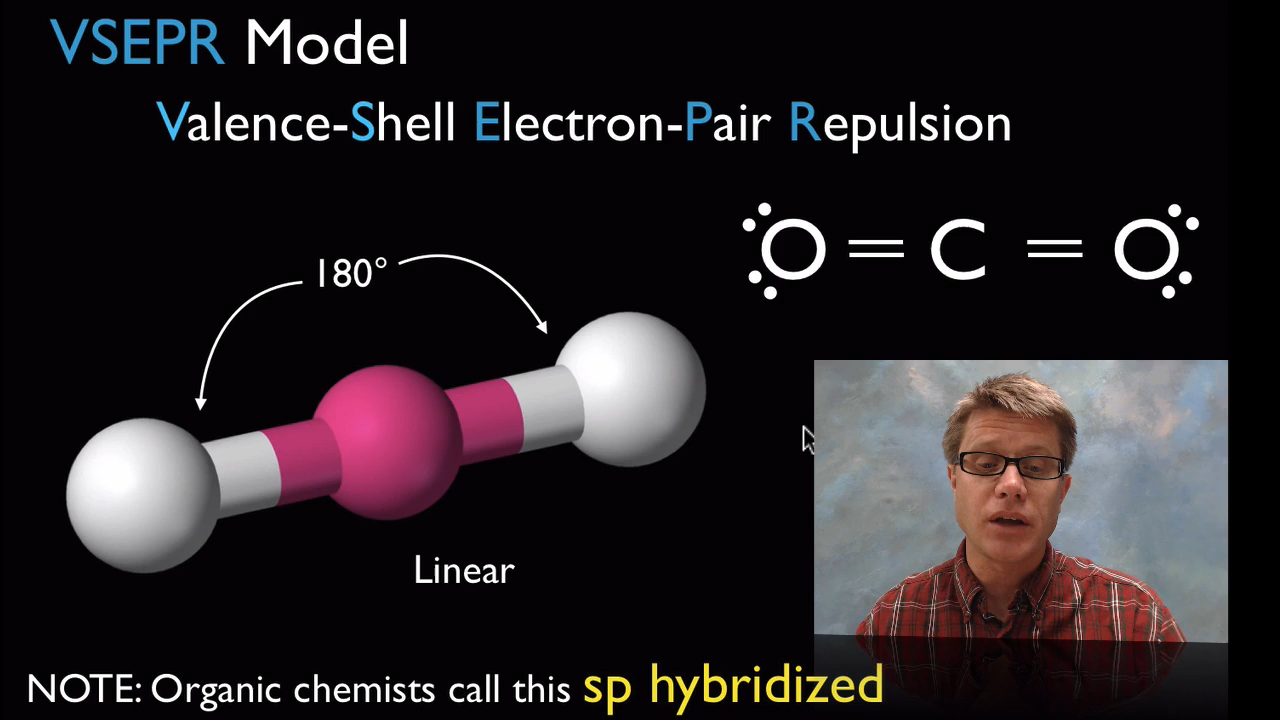 VSEPR Model
Valence-Shell Electron-Pair Repulsion
O = C = O
180°
Linear
NOTE: Organic chemists call this sp hybridized